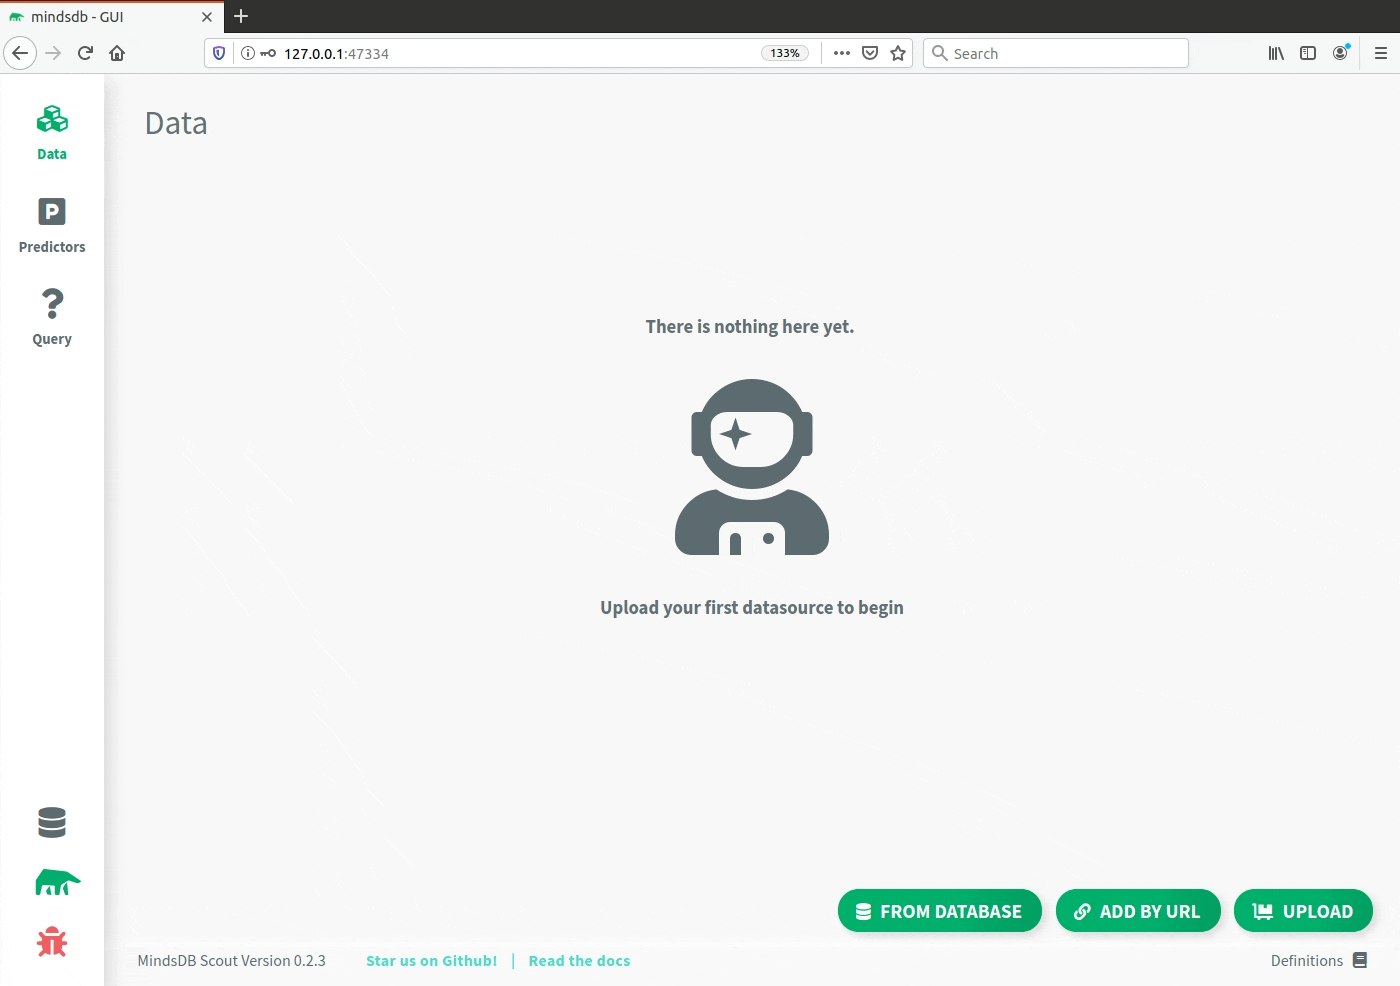 mindsdb - GUI
127.0.0.1:47334
133%
Search
Data
Data
Predictors
Query
There is nothing here yet.
Upload your first datasource to begin
FROM DATABASE
ADD BY URL
UPLOAD
MindsDB Scout Version 0.2.3
Star us on Github! | Read the docs
Definitions